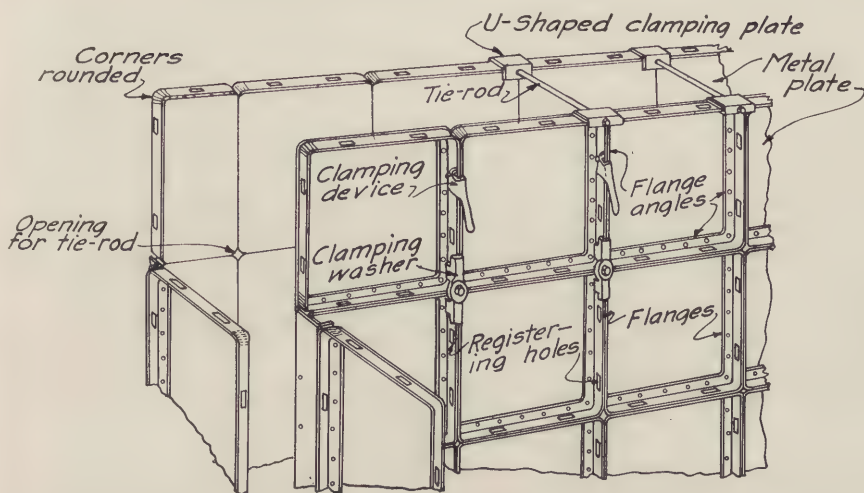 U-Shaped clamping plate
Corners
rounded
Metal
plate
Tie-rod
Clamping
device
Flange
angles
Opening
for tie-rod
Clamping
washer
Register-
ing holes
Flanges